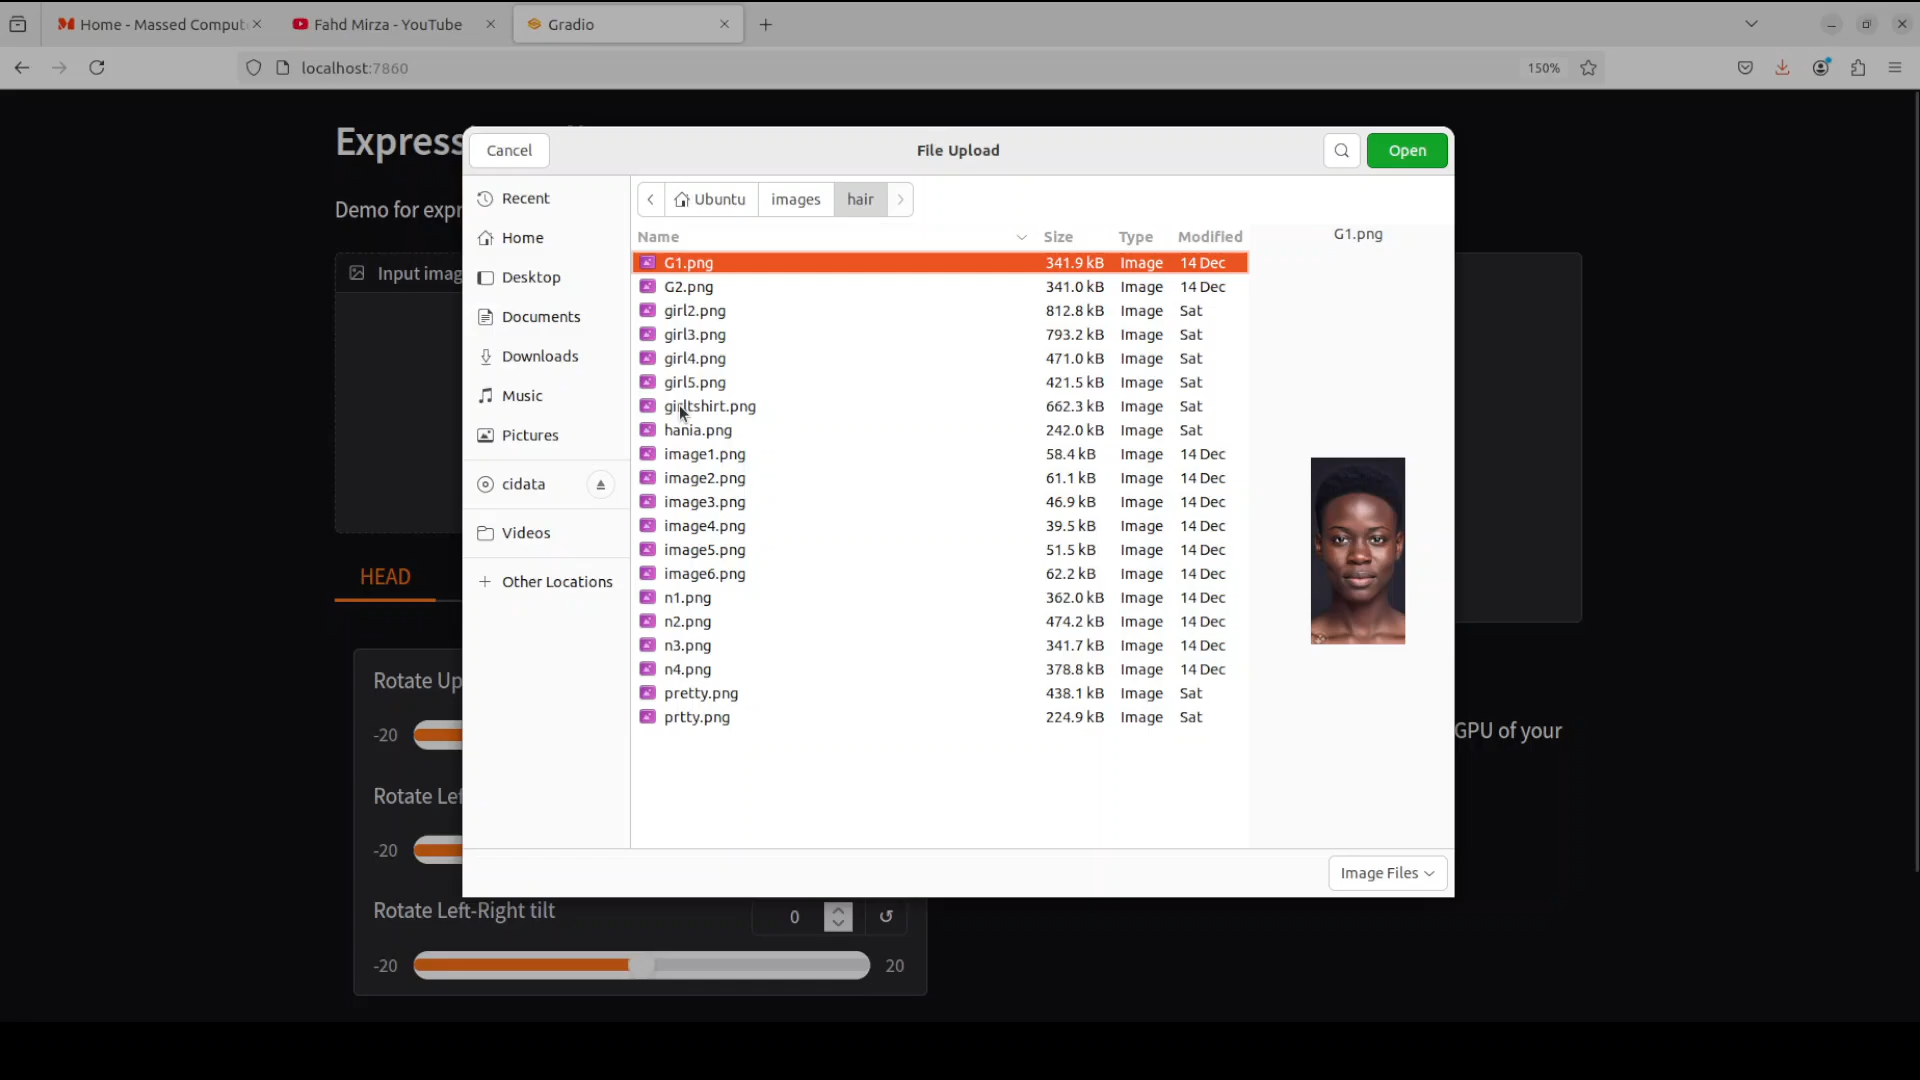 Home - Massed Comput
Fahd Mirza - YouTube
Gradio
localhost:7860
150%
Express
Demo for expr
Input imag
HEAD
Rotate Up
-20
Rotate Lef
-20
Rotate Left-Right tilt
0
-20
20
GPU of your
Cancel
File Upload
Open
Recent
Home
Desktop
Documents
Downloads
Music
Pictures
cidata
Videos
Other Locations
Ubuntu
images
hair
Name Size Type Modified
G1.png 341.9 kB Image 14 Dec
G2.png 341.0 kB Image 14 Dec
girl2.png 812.8 kB Image Sat
girl3.png 793.2 kB Image Sat
girl4.png 471.0 kB Image Sat
girl5.png 421.5 kB Image Sat
girltshirt.png 662.3 kB Image Sat
hania.png 242.0 kB Image Sat
image1.png 58.4 kB Image 14 Dec
image2.png 61.1 kB Image 14 Dec
image3.png 46.9 kB Image 14 Dec
image4.png 39.5 kB Image 14 Dec
image5.png 51.5 kB Image 14 Dec
image6.png 62.2 kB Image 14 Dec
n1.png 362.0 kB Image 14 Dec
n2.png 474.2 kB Image 14 Dec
n3.png 341.7 kB Image 14 Dec
n4.png 378.8 kB Image 14 Dec
pretty.png 438.1 kB Image Sat
prtty.png 224.9 kB Image Sat
G1.png
Image Files